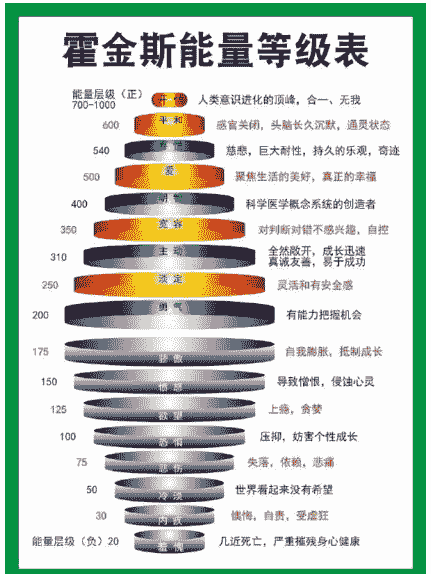 霍金斯能量等级表
能量层级（正）
700-1000 开悟 人类意识进化的顶峰，合一、无我
600 平和 感官关闭，头脑长久沉默，通灵状态
540 慈悲，巨大耐性，持久的乐观，奇迹
500 爱 聚焦生活的美好，真正的幸福
400 科学医学概念系统的创造者
350 宽容 对判断对错不感兴趣，自控
310 主动 全然敞开，成长迅速
真诚友善，易于成功
250 淡定 灵活和有安全感
200 勇气 有能力把握机会
175 骄傲 自我膨胀，抵制成长
150 愤怒 导致憎恨，侵蚀心灵
125 欲望 上瘾，贪婪
100 恐惧 压抑，妨害个性成长
75 悲伤 失落，依赖，悲痛
50 冷淡 世界看起来没有希望
30 内疚 懊悔，自责，受虐狂
能量层级（负）20 羞愧 几近死亡，严重摧残身心健康